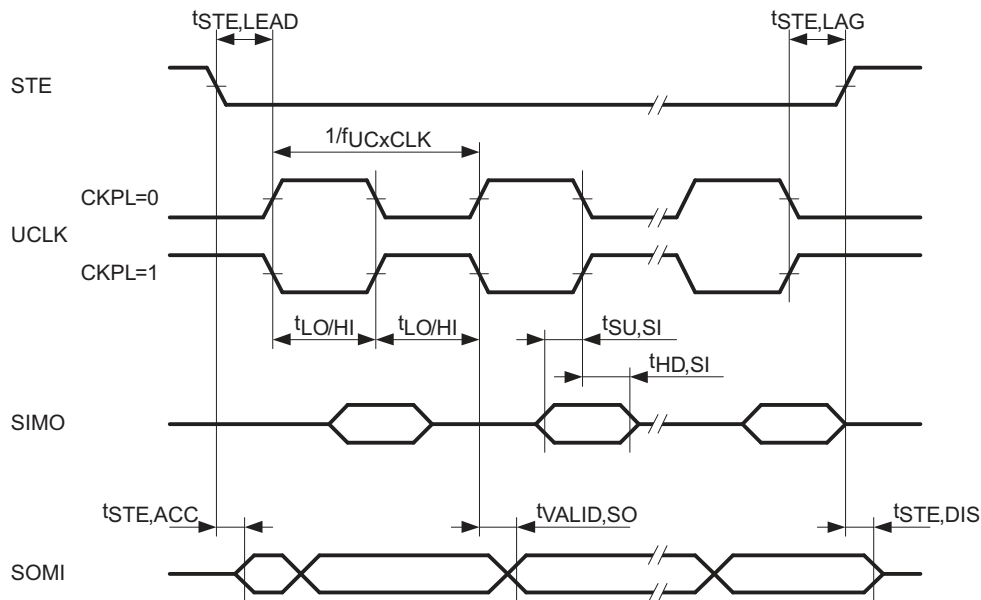 tSTE,LEAD
tSTE,LAG
STE
1/fUCxCLK
CKPL=0
UCLK
CKPL=1
tLO/HI
tLO/HI
tSU,SI
tHD,SI
SIMO
tSTE,ACC
tVALID,SO
tSTE,DIS
SOMI